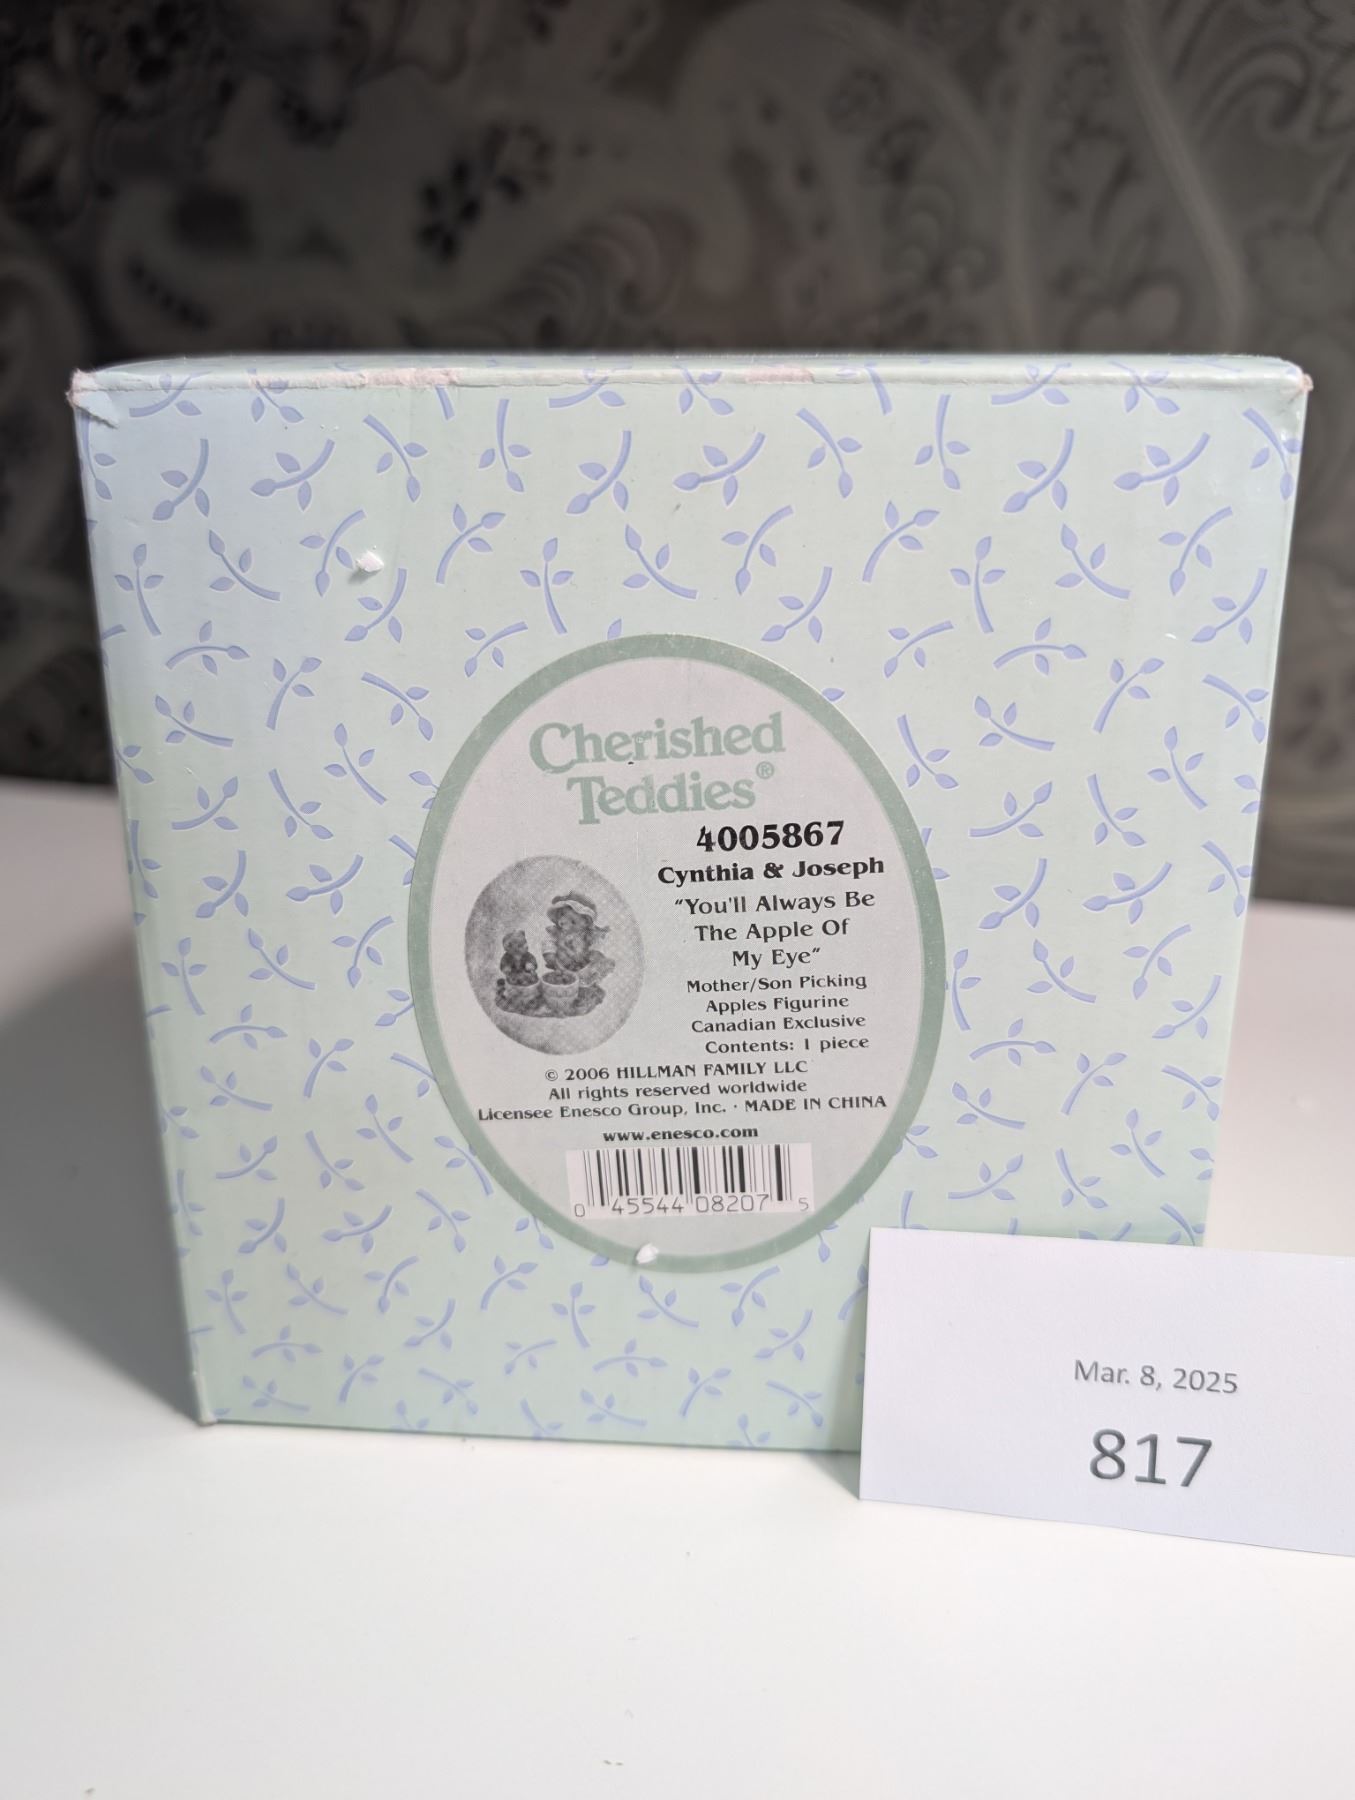 Cherished
Teddies®
4005867
Cynthia & Joseph
"You'll Always Be
The Apple Of
My Eye"
Mother/Son Picking
Apples Figurine
Canadian Exclusive
Contents: 1 piece
© 2006 HILLMAN FAMILY LLC
All rights reserved worldwide
Licensee Enesco Group, Inc. · MADE IN CHINA
www.enesco.com
0 45544 08207 5
Mar. 8, 2025
817